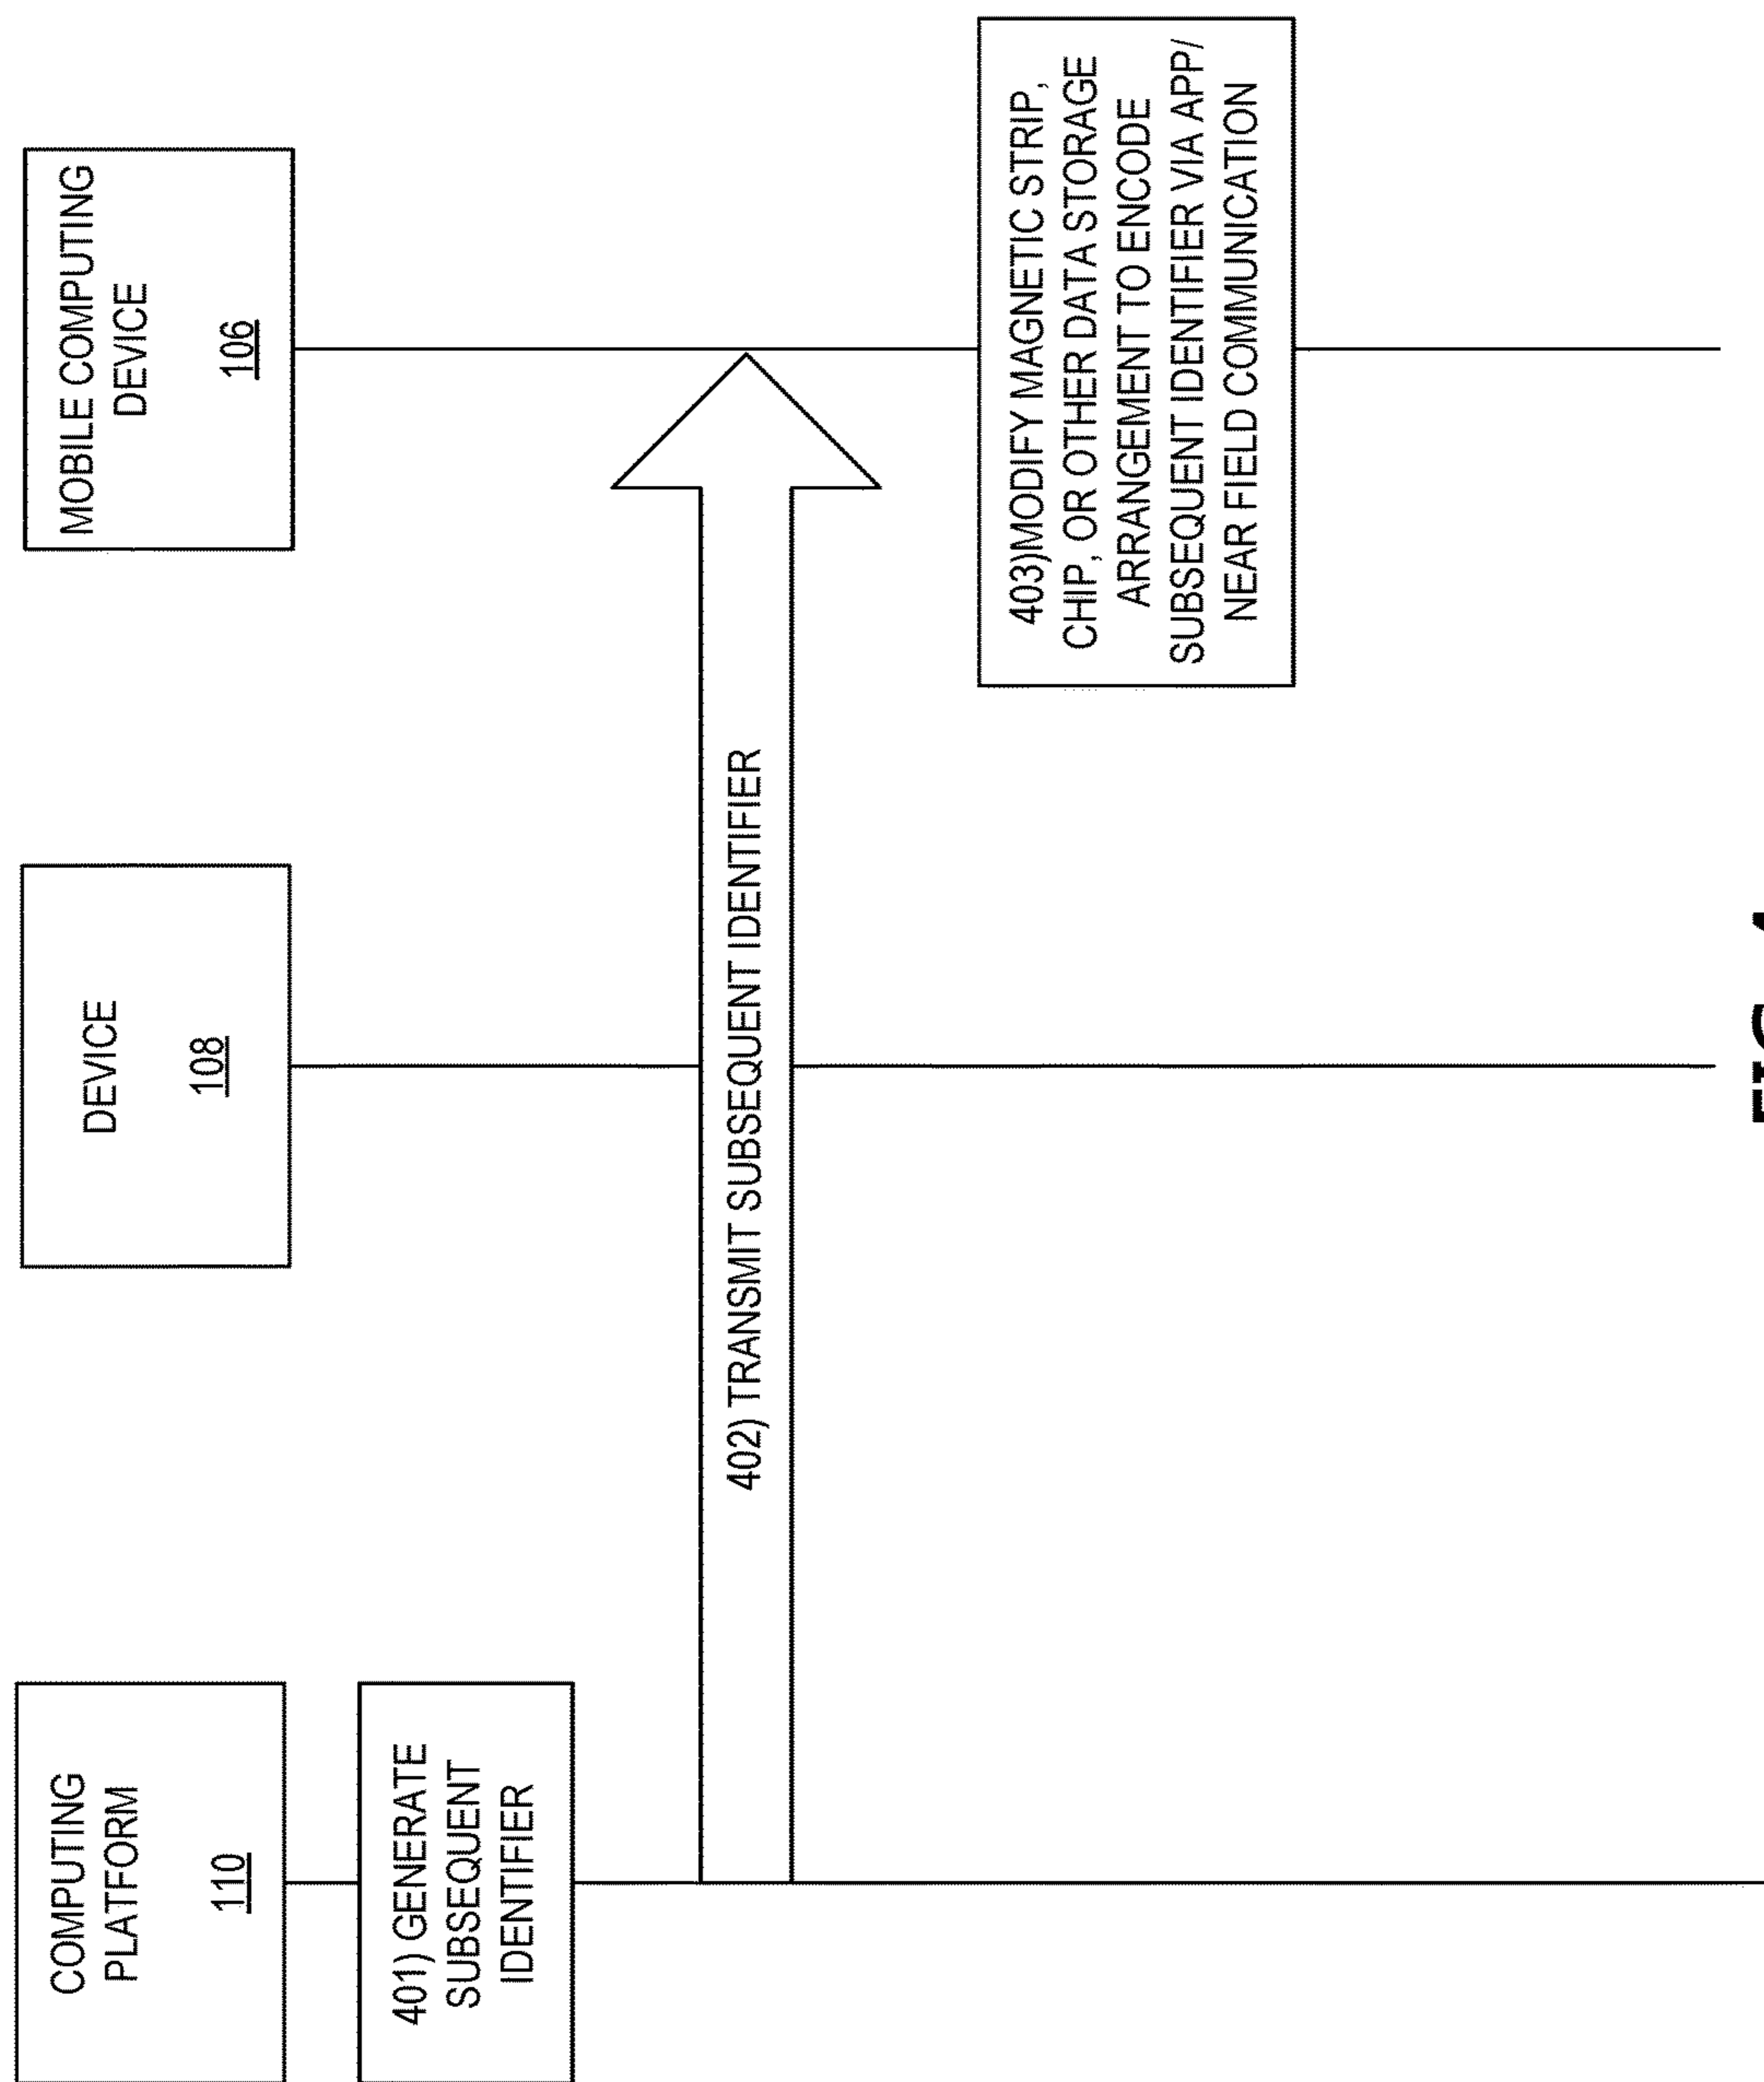 COMPUTING
PLATFORM
110
DEVICE
108
MOBILE COMPUTING
DEVICE
106
401) GENERATE
SUBSEQUENT
IDENTIFIER
402) TRANSMIT SUBSEQUENT IDENTIFIER
403)MODIFY MAGNETIC STRIP,
CHIP, OR OTHER DATA STORAGE
ARRANGEMENT TO ENCODE
SUBSEQUENT IDENTIFIER VIA APP/
NEAR FIELD COMMUNICATION